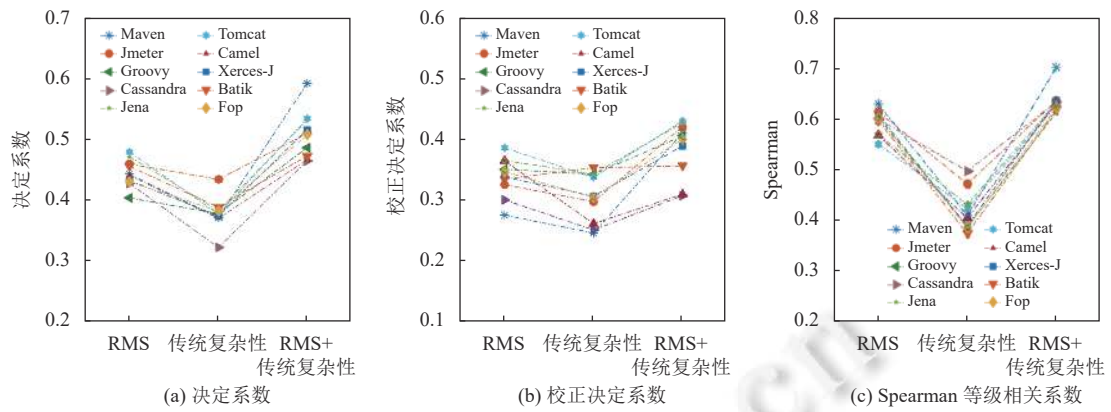 0.7
0.6
0.5
0.4
0.3
0.2
决定系数
Maven Tomcat
Jmeter Camel
Groovy Xerces-J
Cassandra Batik
Jena Fop
RMS 传统复杂性 RMS+
传统复杂性
(a) 决定系数
0.6
0.5
0.4
0.3
0.2
0.1
校正决定系数
Maven Tomcat
Jmeter Camel
Groovy Xerces-J
Cassandra Batik
Jena Fop
RMS 传统复杂性 RMS+
传统复杂性
(b) 校正决定系数
0.8
0.7
0.6
0.5
0.4
0.3
0.2
Spearman
Maven Tomcat
Jmeter Camel
Groovy Xerces-J
Cassandra Batik
Jena Fop
RMS 传统复杂性 RMS+
传统复杂性
(c) Spearman 等级相关系数